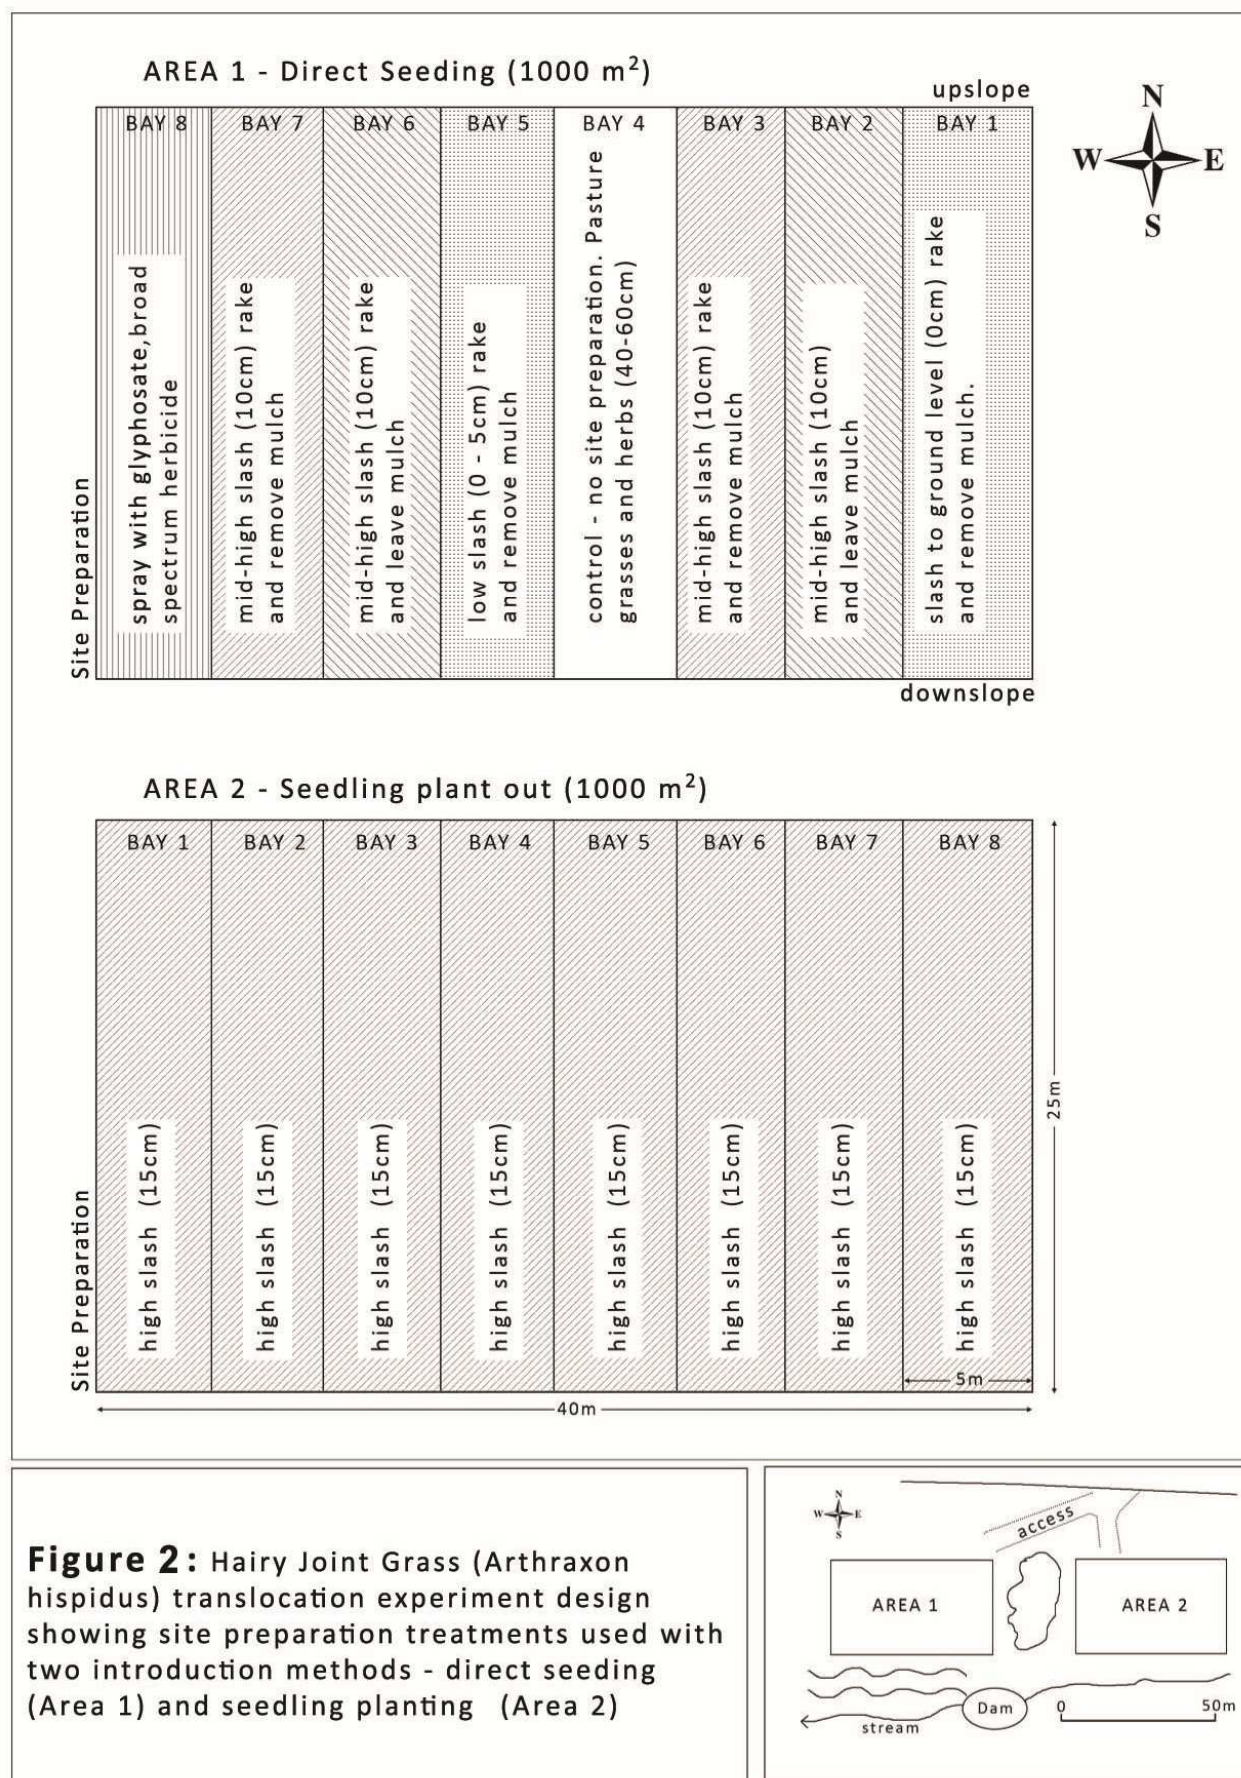 AREA 1 - Direct Seeding (1000 m²)
upslope
N
W E
S
BAY 8
BAY 7
BAY 6
BAY 5
BAY 4
BAY 3
BAY 2
BAY 1
Site Preparation
spray with glyphosate, broad
spectrum herbicide
mid-high slash (10cm) rake
and remove mulch
mid-high slash (10cm) rake
and leave mulch
low slash (0 - 5cm) rake
and remove mulch
control - no site preparation. Pasture
grasses and herbs (40-60cm)
mid-high slash (10cm) rake
and remove mulch
mid-high slash (10cm)
and leave mulch
slash to ground level (0cm) rake
and remove mulch.
downslope
AREA 2 - Seedling plant out (1000 m²)
BAY 1
BAY 2
BAY 3
BAY 4
BAY 5
BAY 6
BAY 7
BAY 8
Site Preparation
high slash (15cm)
high slash (15cm)
high slash (15cm)
high slash (15cm)
high slash (15cm)
high slash (15cm)
high slash (15cm)
high slash (15cm)
25m
5m
40m
Figure 2: Hairy Joint Grass (Arthraxon
hispidus) translocation experiment design
showing site preparation treatments used with
two introduction methods - direct seeding
(Area 1) and seedling planting (Area 2)
N
W E
S
access
AREA 1
AREA 2
Dam
0 50m
stream